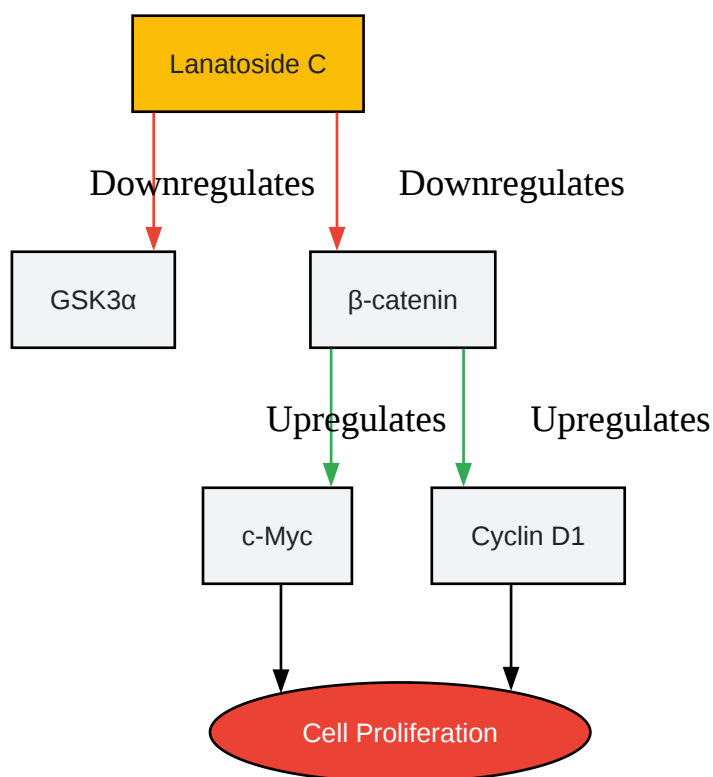 Lanatoside C
Downregulates
Downregulates
GSK3α
β-catenin
Upregulates
Upregulates
c-Myc
Cyclin D1
Cell Proliferation